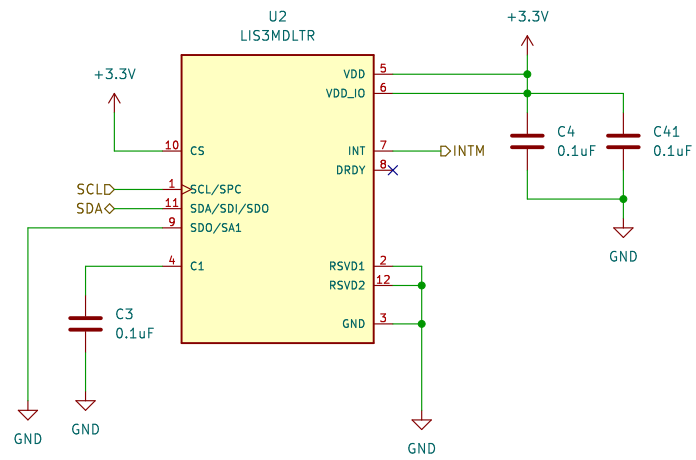 U2
LIS3MDLTR
+3.3V
+3.3V
VDD 5
VDD_IO 6
10 CS
INT 7
INTM
DRDY 8
C4
0.1uF
C41
0.1uF
SCL
1 SCL/SPC
SDA
11 SDA/SDI/SDO
9 SDO/SA1
GND
4 C1
RSVD1 2
RSVD2 12
C3
0.1uF
GND 3
GND
GND
GND